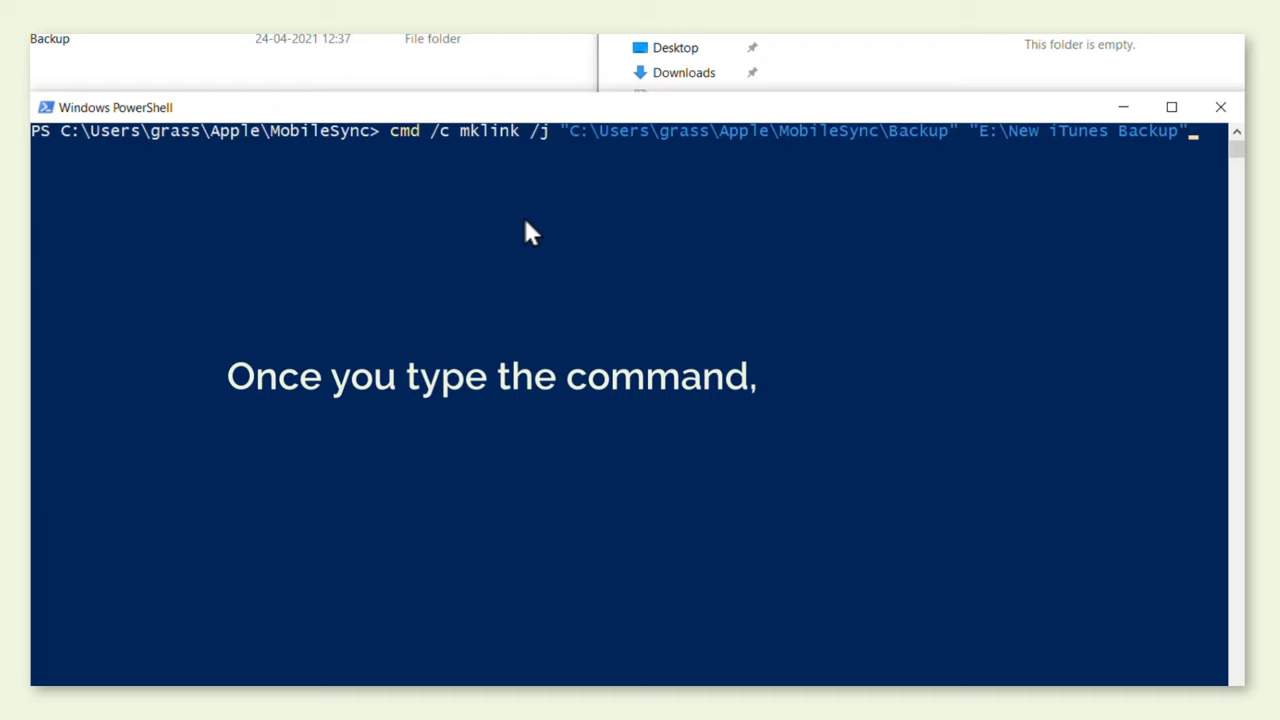 Backup 24-04-2021 12:37 File folder
Desktop
This folder is empty.
Downloads
Windows PowerShell
PS C:\Users\grass\Apple\MobileSync> cmd /c mklink /j "C:\Users\grass\Apple\MobileSync\Backup" "E:\New iTunes Backup"
Once you type the command,